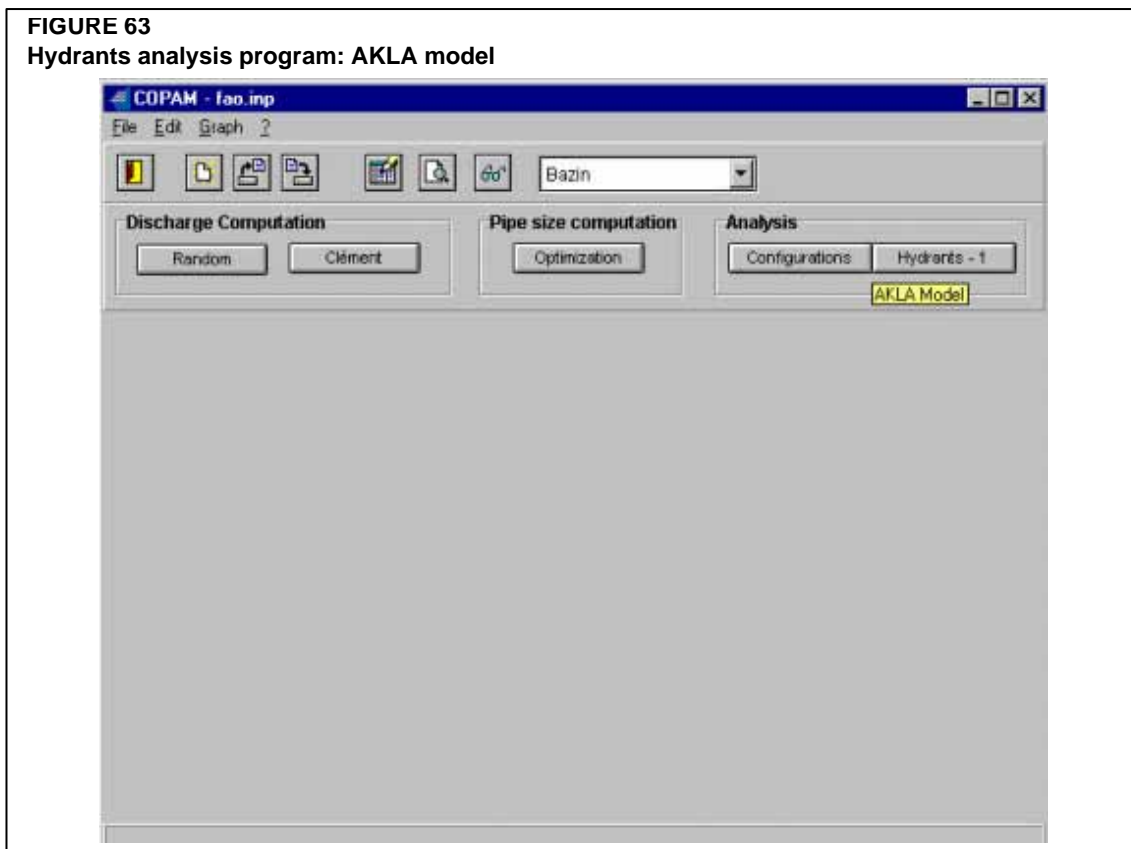 FIGURE 63
Hydrants analysis program: AKLA model
COPAM - fao.inp
File Edit Graph ?
Bazin
Discharge Computation Pipe size computation Analysis
Random Clément Optimization Configurations Hydrants - 1
AKLA Model